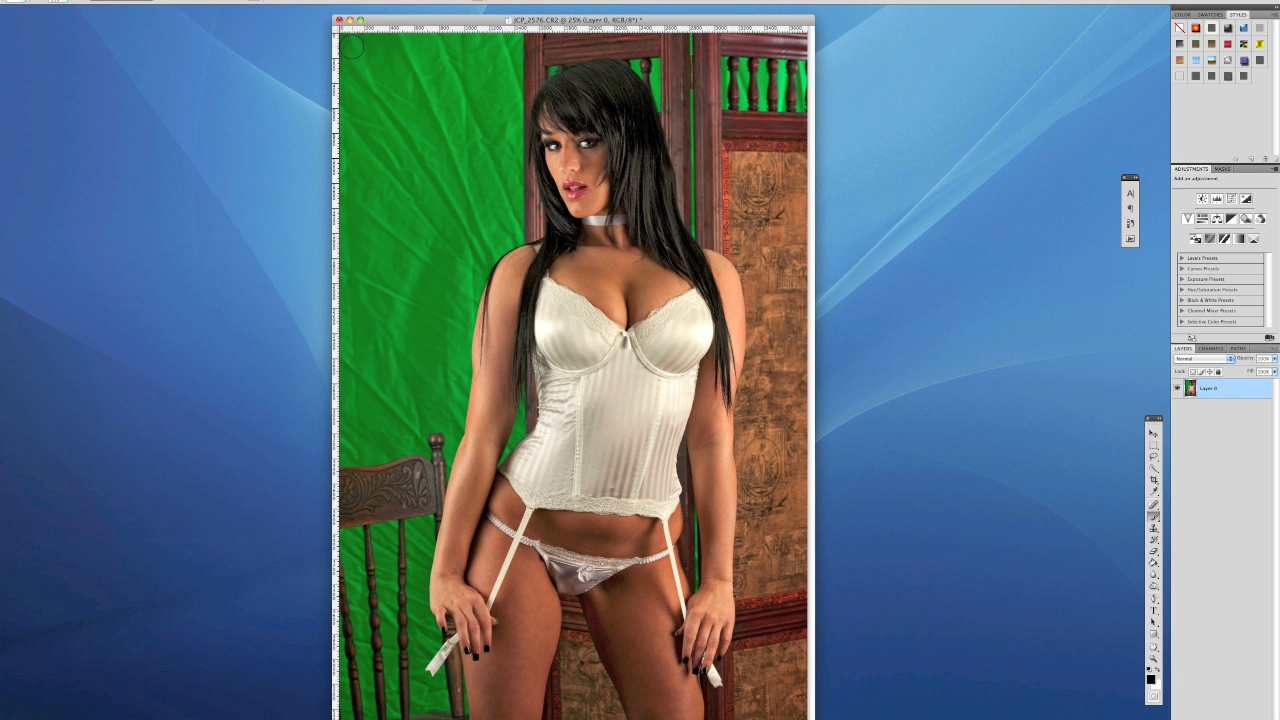 JCP_2576.CR2 @ 25% (Layer 0, RGB/8*) *
COLOR SWATCHES STYLES
ADJUSTMENTS MASKS
Add an adjustment
Levels Presets
Curves Presets
Exposure Presets
Hue/Saturation Presets
Black & White Presets
Channel Mixer Presets
Selective Color Presets
LAYERS CHANNELS PATHS
Normal Opacity: 100%
Lock: Fill: 100%
Layer 0